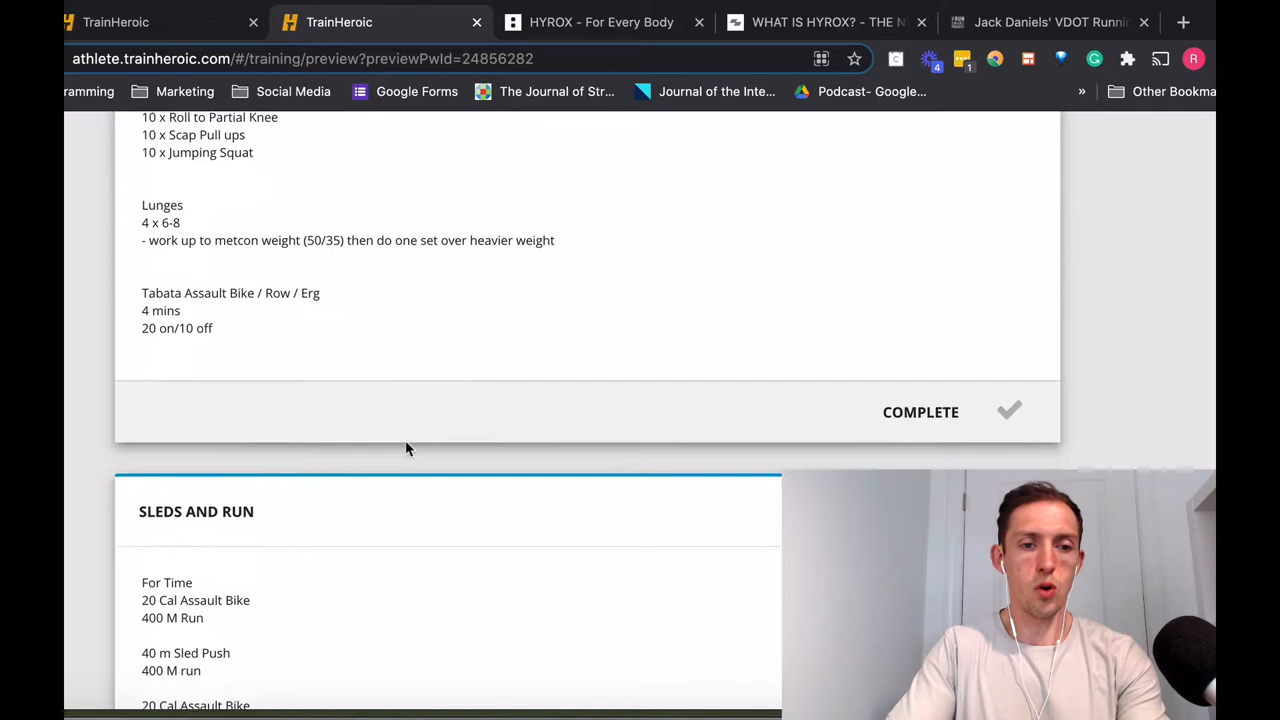 TrainHeroic
TrainHeroic
HYROX - For Every Body
WHAT IS HYROX? - THE N
Jack Daniels' VDOT Runnin
athlete.trainheroic.com/#/training/preview?previewPwId=24856282
4
1
R
ramming
Marketing
Social Media
Google Forms
The Journal of Str...
Journal of the Inte...
Podcast- Google...
»
Other Bookma
10 x Roll to Partial Knee
10 x Scap Pull ups
10 x Jumping Squat
Lunges
4 x 6-8
- work up to metcon weight (50/35) then do one set over heavier weight
Tabata Assault Bike / Row / Erg
4 mins
20 on/10 off
COMPLETE
SLEDS AND RUN
For Time
20 Cal Assault Bike
400 M Run
40 m Sled Push
400 M run
20 Cal Assault Bike